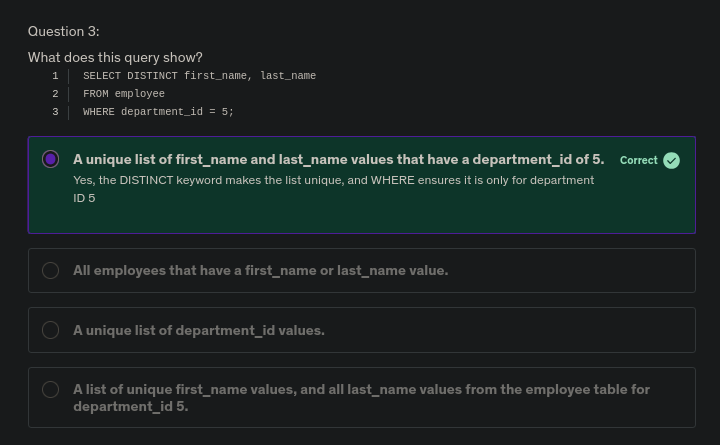 Question 3:
What does this query show?
1 SELECT DISTINCT first_name, last_name
2 FROM employee
3 WHERE department_id = 5;
A unique list of first_name and last_name values that have a department_id of 5. Correct
Yes, the DISTINCT keyword makes the list unique, and WHERE ensures it is only for department
ID 5
All employees that have a first_name or last_name value.
A unique list of department_id values.
A list of unique first_name values, and all last_name values from the employee table for
department_id 5.